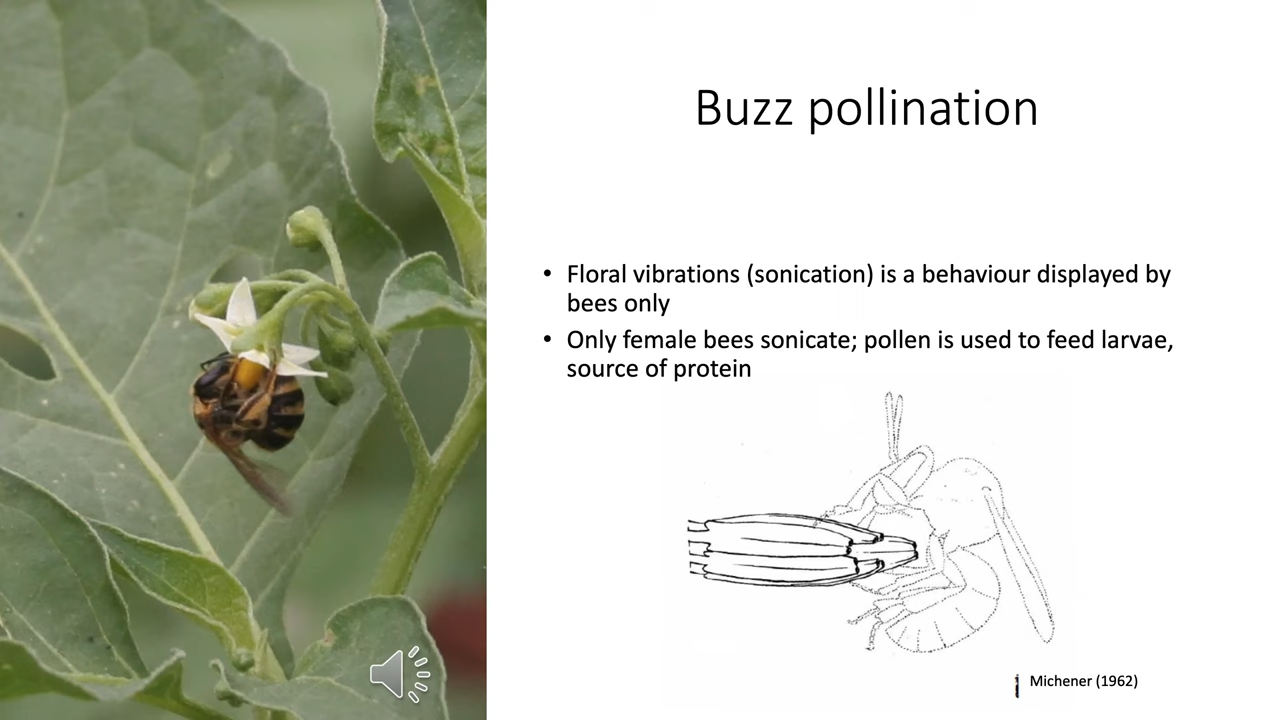 Buzz pollination
• Floral vibrations (sonication) is a behaviour displayed by
bees only
• Only female bees sonicate; pollen is used to feed larvae,
source of protein
Michener (1962)